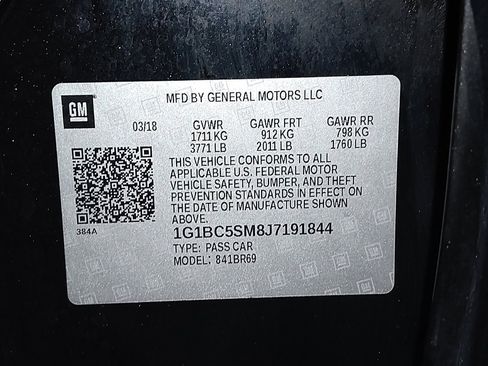 GM
MFD BY GENERAL MOTORS LLC
03/18 GVWR GAWR FRT GAWR RR
1711 KG 912 KG 798 KG
3771 LB 2011 LB 1760 LB
THIS VEHICLE CONFORMS TO ALL
APPLICABLE U.S. FEDERAL MOTOR
VEHICLE SAFETY, BUMPER, AND THEFT
PREVENTION STANDARDS IN EFFECT ON
THE DATE OF MANUFACTURE SHOWN
ABOVE.
384A
1G1BC5SM8J7191844
TYPE: PASS CAR
MODEL: 841BR69